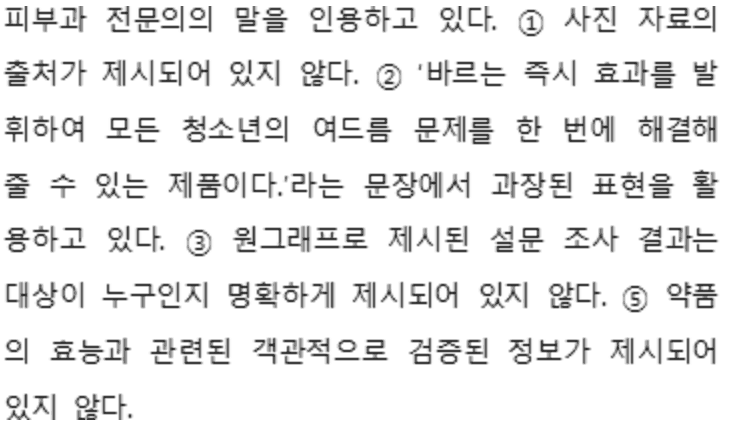 피부과 전문의의 말을 인용하고 있다. ① 사진 자료의
출처가 제시되어 있지 않다. ② ‘바르는 즉시 효과를 발
휘하여 모든 청소년의 여드름 문제를 한 번에 해결해
줄 수 있는 제품이다.’라는 문장에서 과장된 표현을 활
용하고 있다. ③ 원그래프로 제시된 설문 조사 결과는
대상이 누구인지 명확하게 제시되어 있지 않다. ⑤ 약품
의 효능과 관련된 객관적으로 검증된 정보가 제시되어
있지 않다.